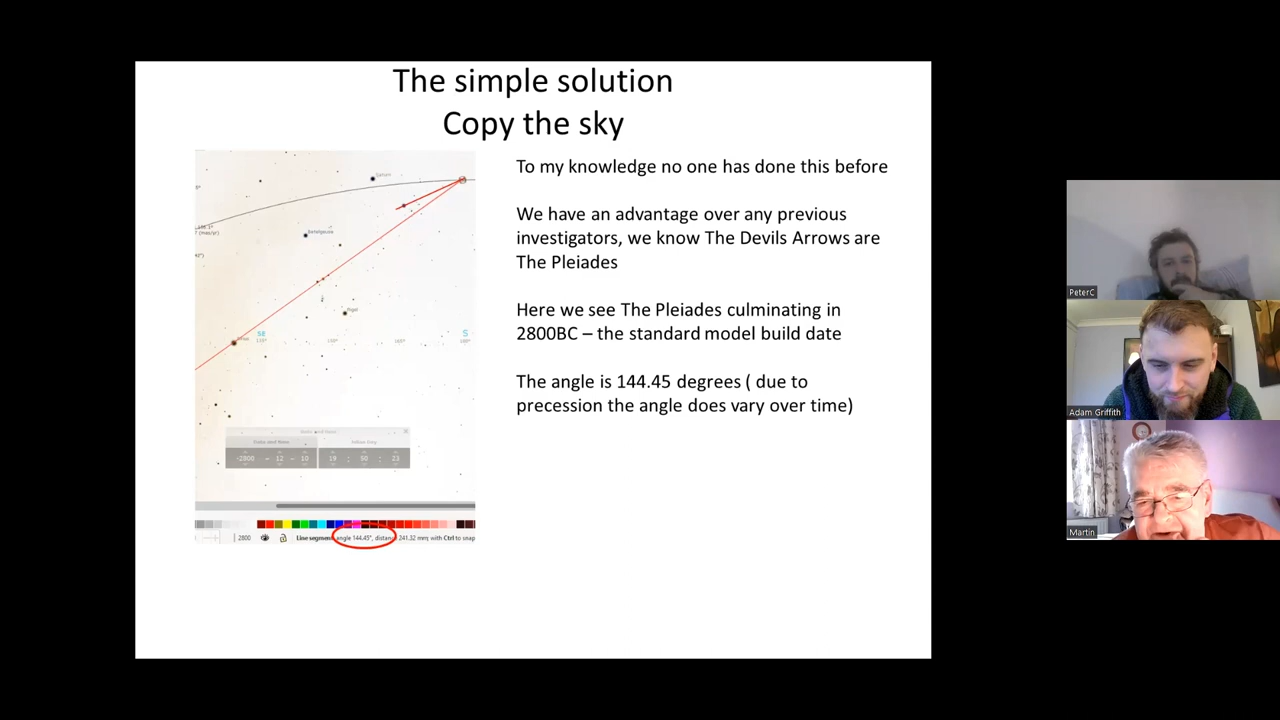 The simple solution
Copy the sky
To my knowledge no one has done this before
We have an advantage over any previous
investigators, we know The Devils Arrows are
The Pleiades
Here we see The Pleiades culminating in
2800BC – the standard model build date
The angle is 144.45 degrees ( due to
precession the angle does vary over time)
Saturn
Betelgeuse
Rigel
SE
S
Date and Time
-2800 - 12 - 10
19 : 50 : 23
2800
Line segment angle 144.45°, distance 241.32 mm; with Ctrl to snap
PeterC
Adam Griffith
Martin